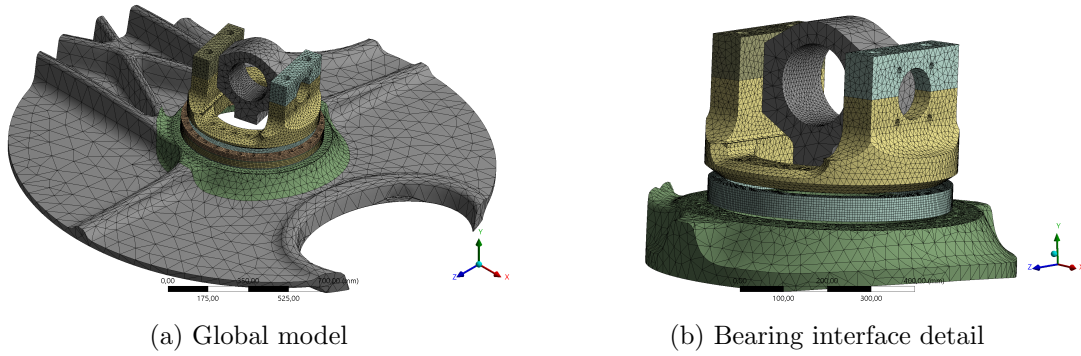 Y
Z
X
0,00
350,00
700,00 (mm)
175,00
525,00
Y
Z
0,00
200,00
400,00 (mm)
100,00
300,00
(a) Global model
(b) Bearing interface detail